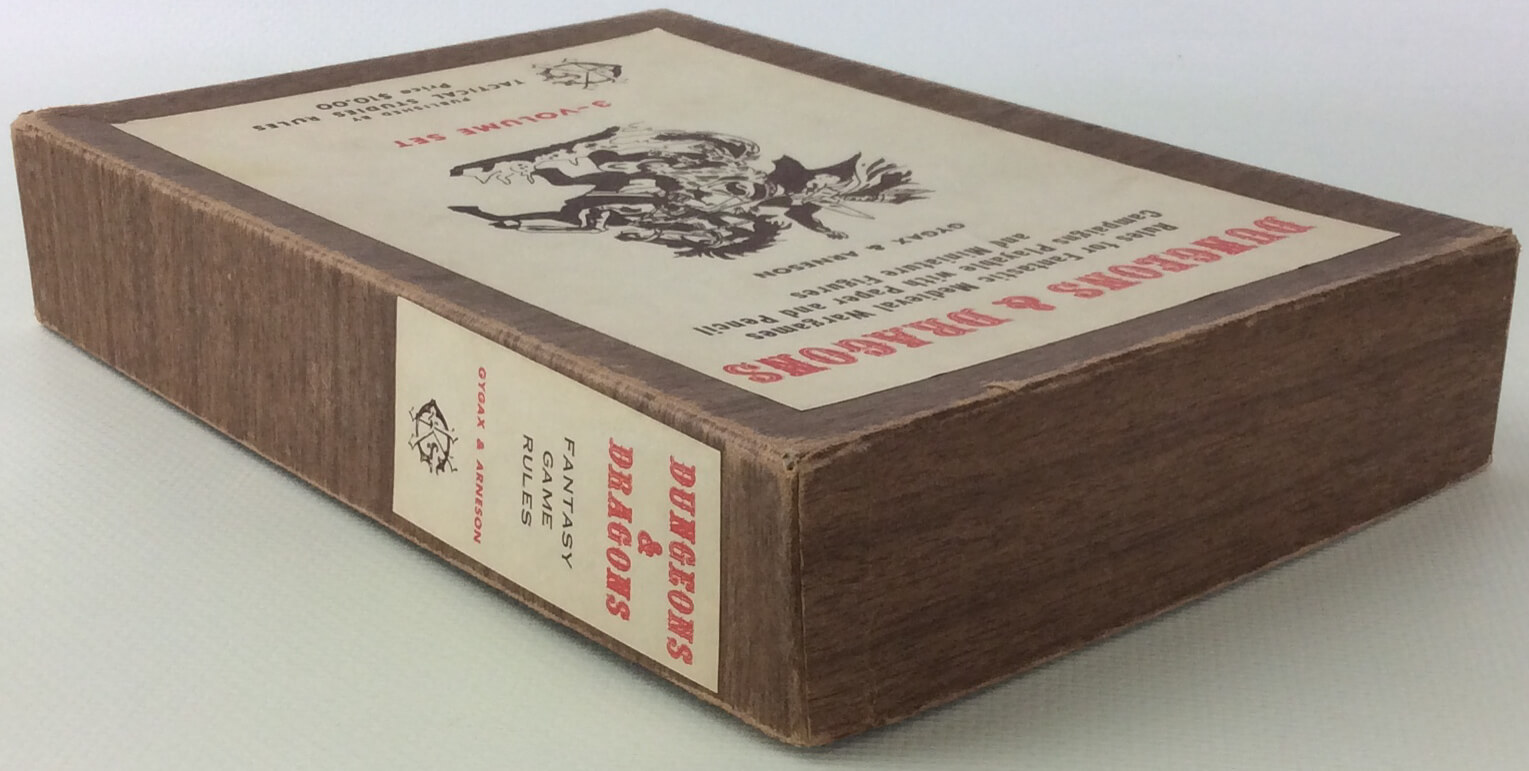 DUNGEONS & DRAGONS
Rules for Fantastic Medieval Wargames
Campaigns Playable with Paper and Pencil
and Miniature Figures
GYGAX & ARNESON
3-VOLUME SET
PUBLISHED BY
TACTICAL STUDIES RULES
Price $10.00
DUNGEONS
&
DRAGONS
FANTASY
GAME
RULES
GYGAX & ARNESON